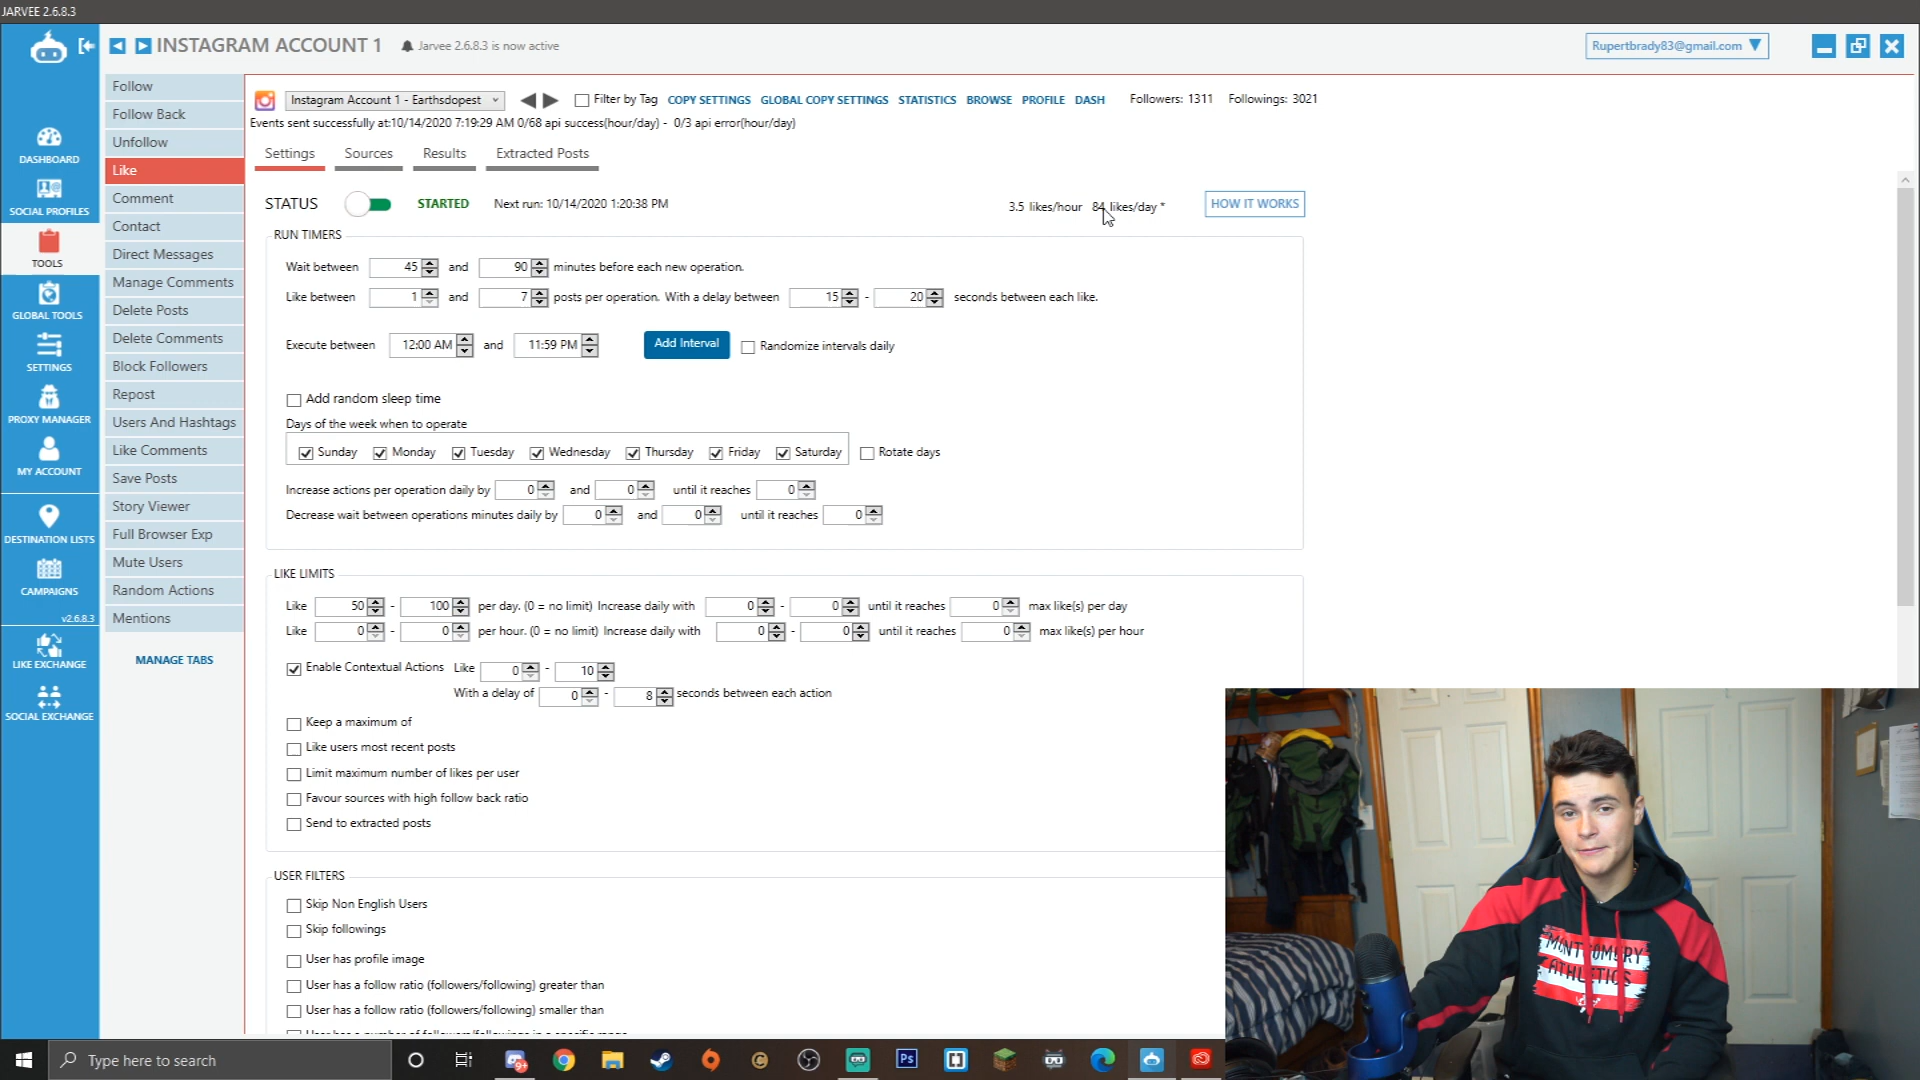 JARVEE 2.6.8.3
INSTAGRAM ACCOUNT 1
Jarvee 2.6.8.3 is now active
Rupertbrady83@gmail.com
DASHBOARD
SOCIAL PROFILES
TOOLS
GLOBAL TOOLS
SETTINGS
PROXY MANAGER
MY ACCOUNT
DESTINATION LISTS
CAMPAIGNS
v2.6.8.3
LIKE EXCHANGE
SOCIAL EXCHANGE
Follow
Follow Back
Unfollow
Like
Comment
Contact
Direct Messages
Manage Comments
Delete Posts
Delete Comments
Block Followers
Repost
Users And Hashtags
Like Comments
Save Posts
Story Viewer
Full Browser Exp
Mute Users
Random Actions
Mentions
MANAGE TABS
Instagram Account 1 - Earthsdopest Filter by Tag COPY SETTINGS GLOBAL COPY SETTINGS STATISTICS BROWSE PROFILE DASH Followers: 1311 Followings: 3021
Events sent successfully at:10/14/2020 7:19:29 AM 0/68 api success(hour/day) - 0/3 api error(hour/day)
Settings Sources Results Extracted Posts
STATUS STARTED Next run: 10/14/2020 1:20:38 PM 3.5 likes/hour 84 likes/day * HOW IT WORKS
RUN TIMERS
Wait between 45 and 90 minutes before each new operation.
Like between 1 and 7 posts per operation. With a delay between 15 - 20 seconds between each like.
Execute between 12:00 AM and 11:59 PM Add Interval Randomize intervals daily
Add random sleep time
Days of the week when to operate
Sunday Monday Tuesday Wednesday Thursday Friday Saturday Rotate days
Increase actions per operation daily by 0 and 0 until it reaches 0
Decrease wait between operations minutes daily by 0 and 0 until it reaches 0
LIKE LIMITS
Like 50 - 100 per day. (0 = no limit) Increase daily with 0 - 0 until it reaches 0 max like(s) per day
Like 0 - 0 per hour. (0 = no limit) Increase daily with 0 - 0 until it reaches 0 max like(s) per hour
Enable Contextual Actions Like 0 - 10
With a delay of 0 - 8 seconds between each action
Keep a maximum of
Like users most recent posts
Limit maximum number of likes per user
Favour sources with high follow back ratio
Send to extracted posts
USER FILTERS
Skip Non English Users
Skip followings
User has profile image
User has a follow ratio (followers/following) greater than
User has a follow ratio (followers/following) smaller than
MONTGOMERY
ATHLETICS
Type here to search
Ps